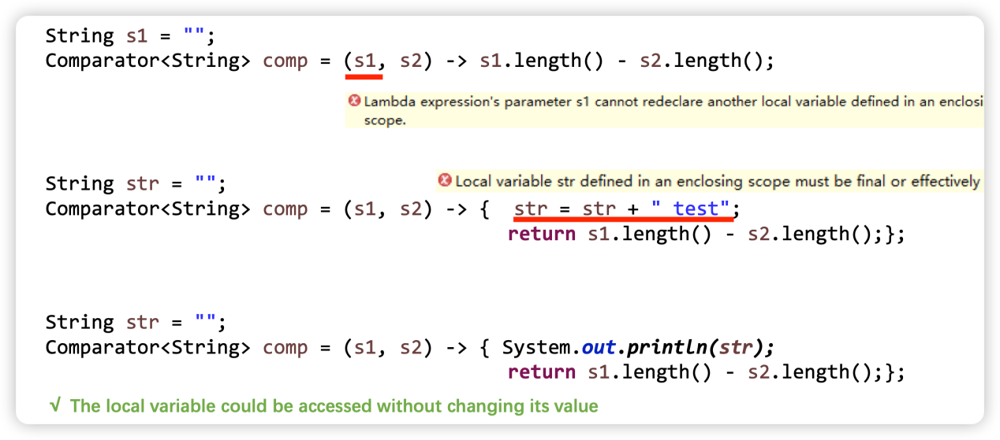 String s1 = "";
Comparator<String> comp = (s1, s2) -> s1.length() - s2.length();
Lambda expression's parameter s1 cannot redeclare another local variable defined in an enclosi
scope.
String str = "";
Local variable str defined in an enclosing scope must be final or effectively
Comparator<String> comp = (s1, s2) -> { str = str + " test";
return s1.length() - s2.length();};
String str = "";
Comparator<String> comp = (s1, s2) -> { System.out.println(str);
return s1.length() - s2.length();};
√ The local variable could be accessed without changing its value